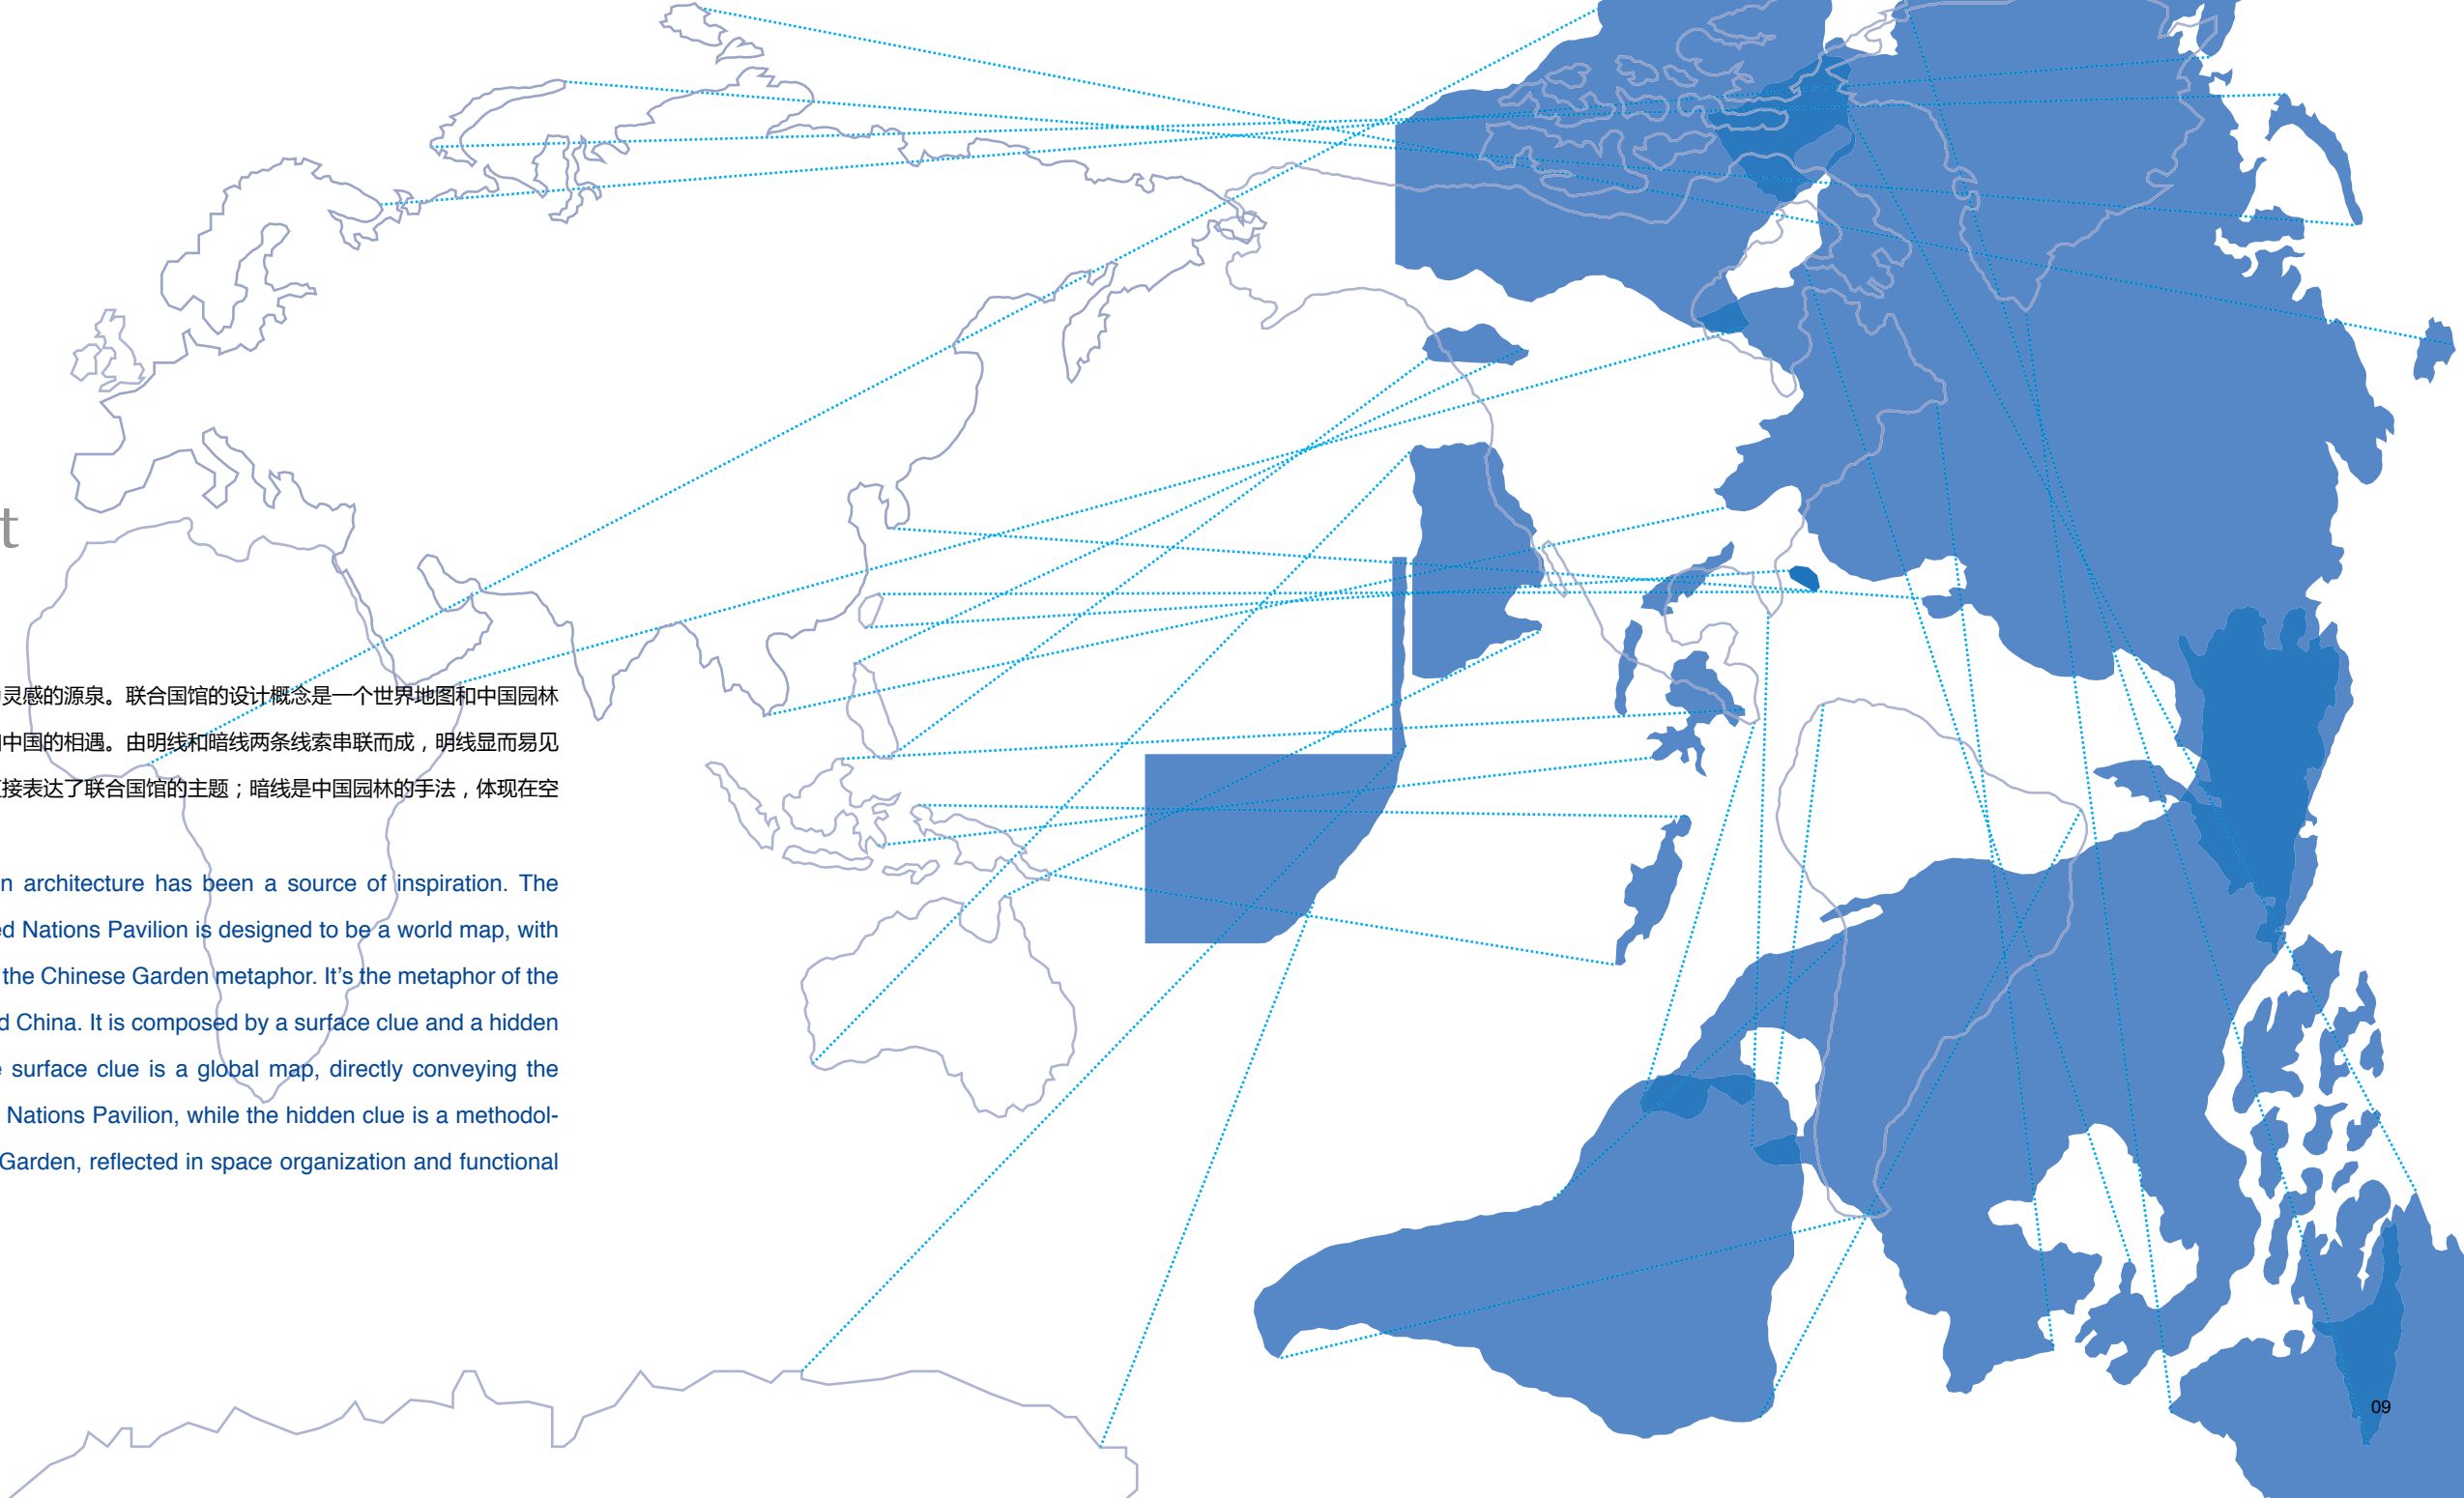 t
灵感的源泉。联合国馆的设计概念是一个世界地图和中国园林
中国的相遇。由明线和暗线两条线索串联而成，明线显而易见
接表达了联合国馆的主题；暗线是中国园林的手法，体现在空
n architecture has been a source of inspiration. The
ed Nations Pavilion is designed to be a world map, with
the Chinese Garden metaphor. It’s the metaphor of the
d China. It is composed by a surface clue and a hidden
e surface clue is a global map, directly conveying the
Nations Pavilion, while the hidden clue is a methodol-
Garden, reflected in space organization and functional
09